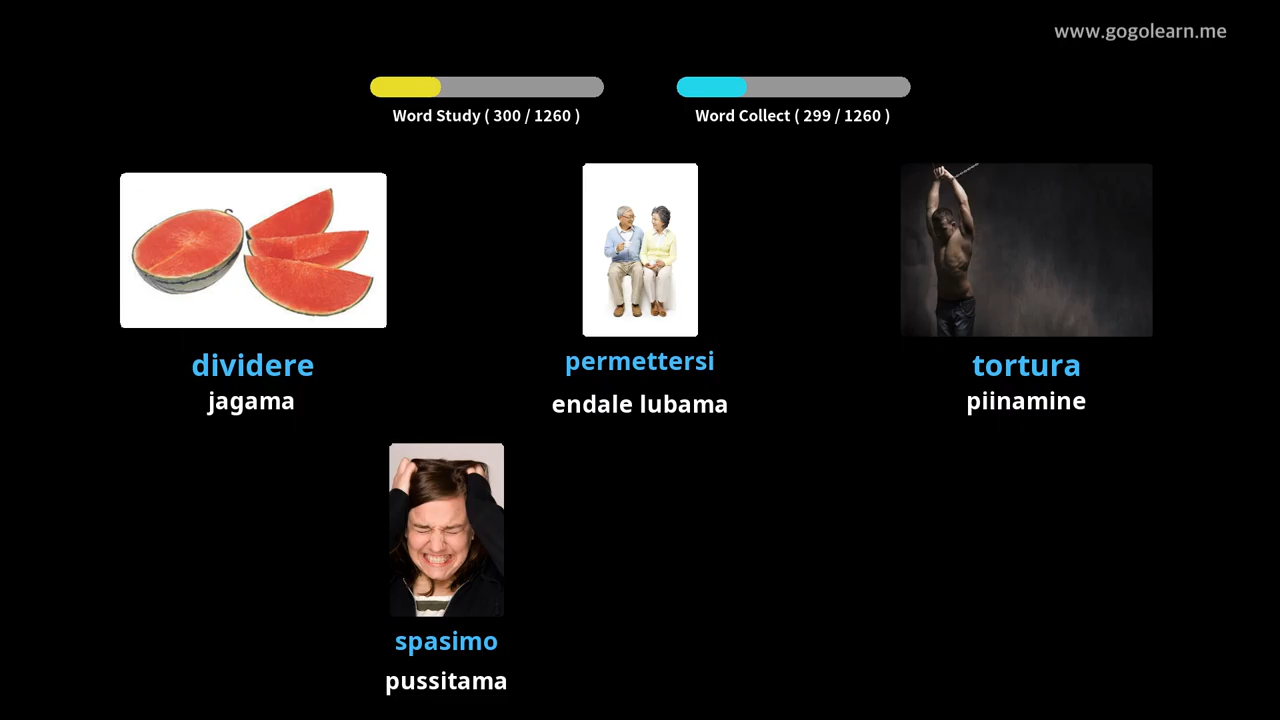 www.gogolearn.me
Word Study ( 300 / 1260 )
Word Collect ( 299 / 1260 )
dividere
jagama
permettersi
endale lubama
tortura
piinamine
spasimo
pussitama